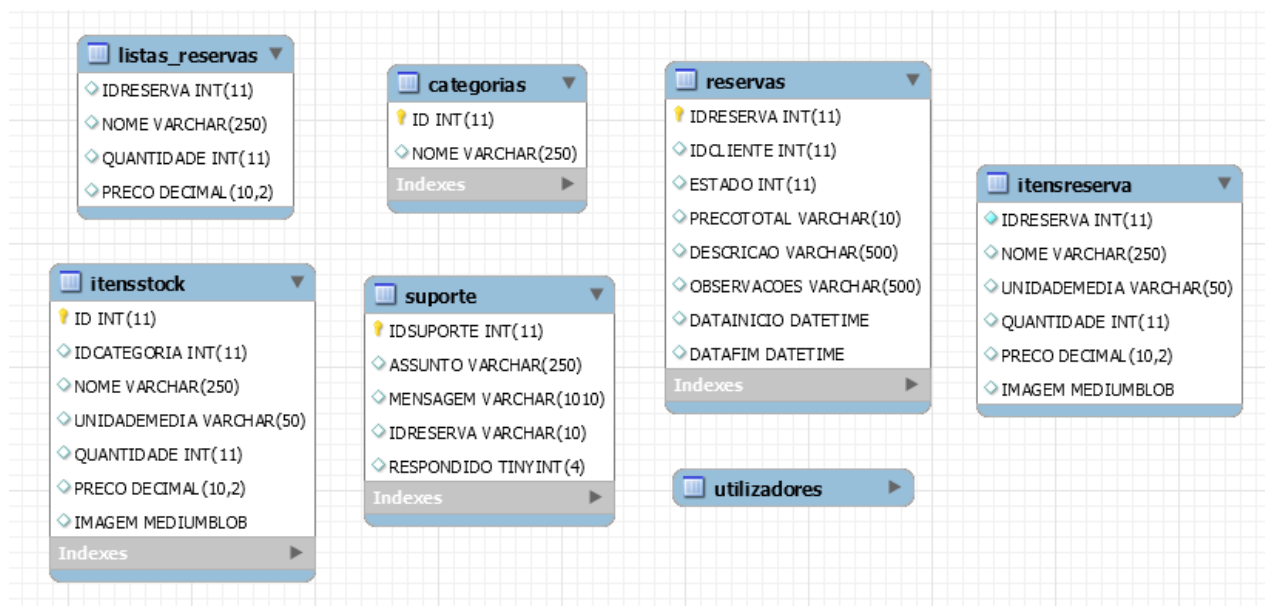 listas_reservas
IDRESERVA INT(11)
NOME VARCHAR(250)
QUANTIDADE INT(11)
PRECO DECIMAL(10,2)
categorias
ID INT(11)
NOME VARCHAR(250)
Indexes
reservas
IDRESERVA INT(11)
IDCLIENTE INT(11)
ESTADO INT(11)
PRECOTOTAL VARCHAR(10)
DESCRICAO VARCHAR(500)
OBSERVACOES VARCHAR(500)
DATAINICIO DATETIME
DATAFIM DATETIME
Indexes
itensreserva
IDRESERVA INT(11)
NOME VARCHAR(250)
UNIDADEMEDIA VARCHAR(50)
QUANTIDADE INT(11)
PRECO DECIMAL(10,2)
IMAGEM MEDIUMBLOB
itensstock
ID INT(11)
IDCATEGORIA INT(11)
NOME VARCHAR(250)
UNIDADEMEDIA VARCHAR(50)
QUANTIDADE INT(11)
PRECO DECIMAL(10,2)
IMAGEM MEDIUMBLOB
Indexes
suporte
IDSUPORTE INT(11)
ASSUNTO VARCHAR(250)
MENSAGEM VARCHAR(1010)
IDRESERVA VARCHAR(10)
RESPONDIDO TINYINT(4)
Indexes
utilizadores